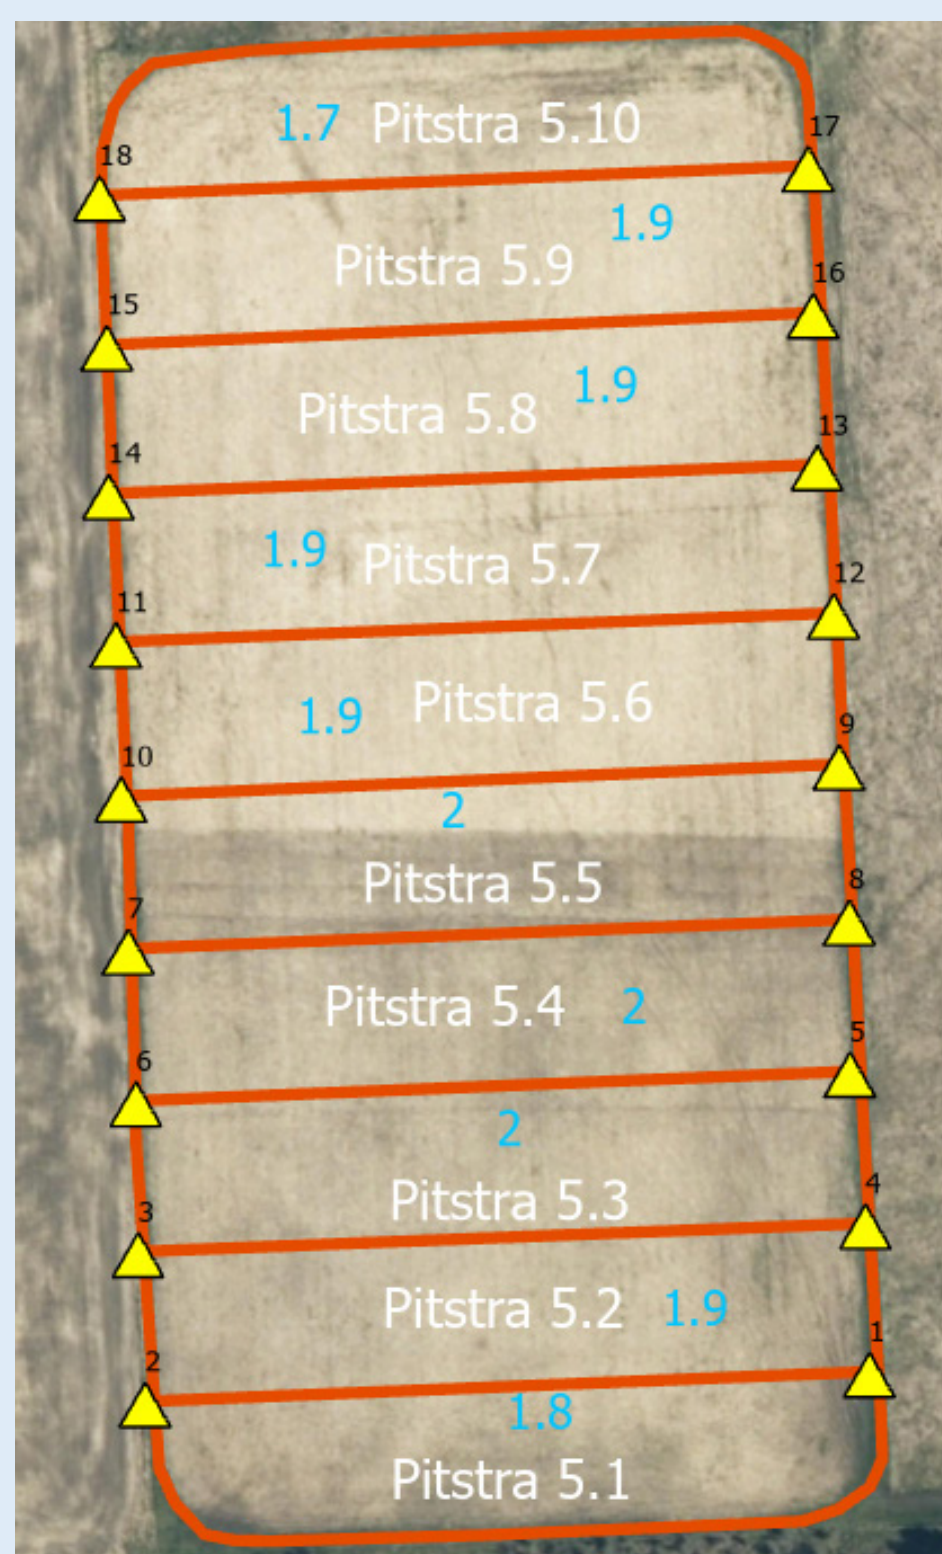 17
1.7 Pitstra 5.10
18
1.9
Pitstra 5.9
16
15
1.9
Pitstra 5.8
13
14
1.9 Pitstra 5.7
12
11
1.9 Pitstra 5.6
9
10
2
Pitstra 5.5
8
7
Pitstra 5.4 2
5
6
2
Pitstra 5.3
4
3
Pitstra 5.2 1.9
1
2
1.8
Pitstra 5.1